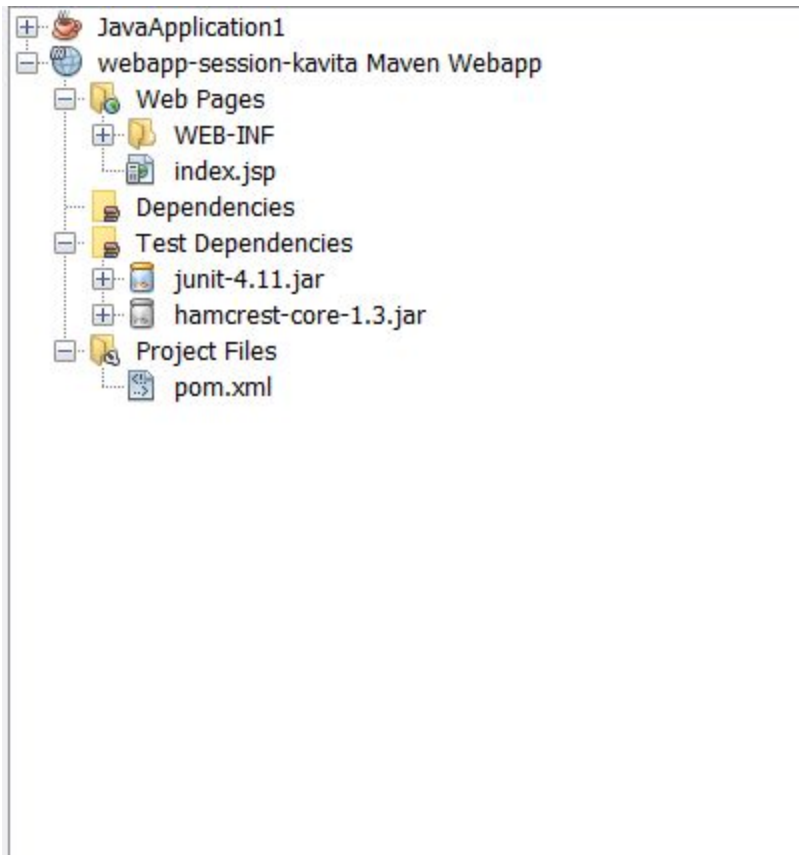 JavaApplication1
webapp-session-kavita Maven Webapp
Web Pages
WEB-INF
index.jsp
Dependencies
Test Dependencies
junit-4.11.jar
hamcrest-core-1.3.jar
Project Files
pom.xml